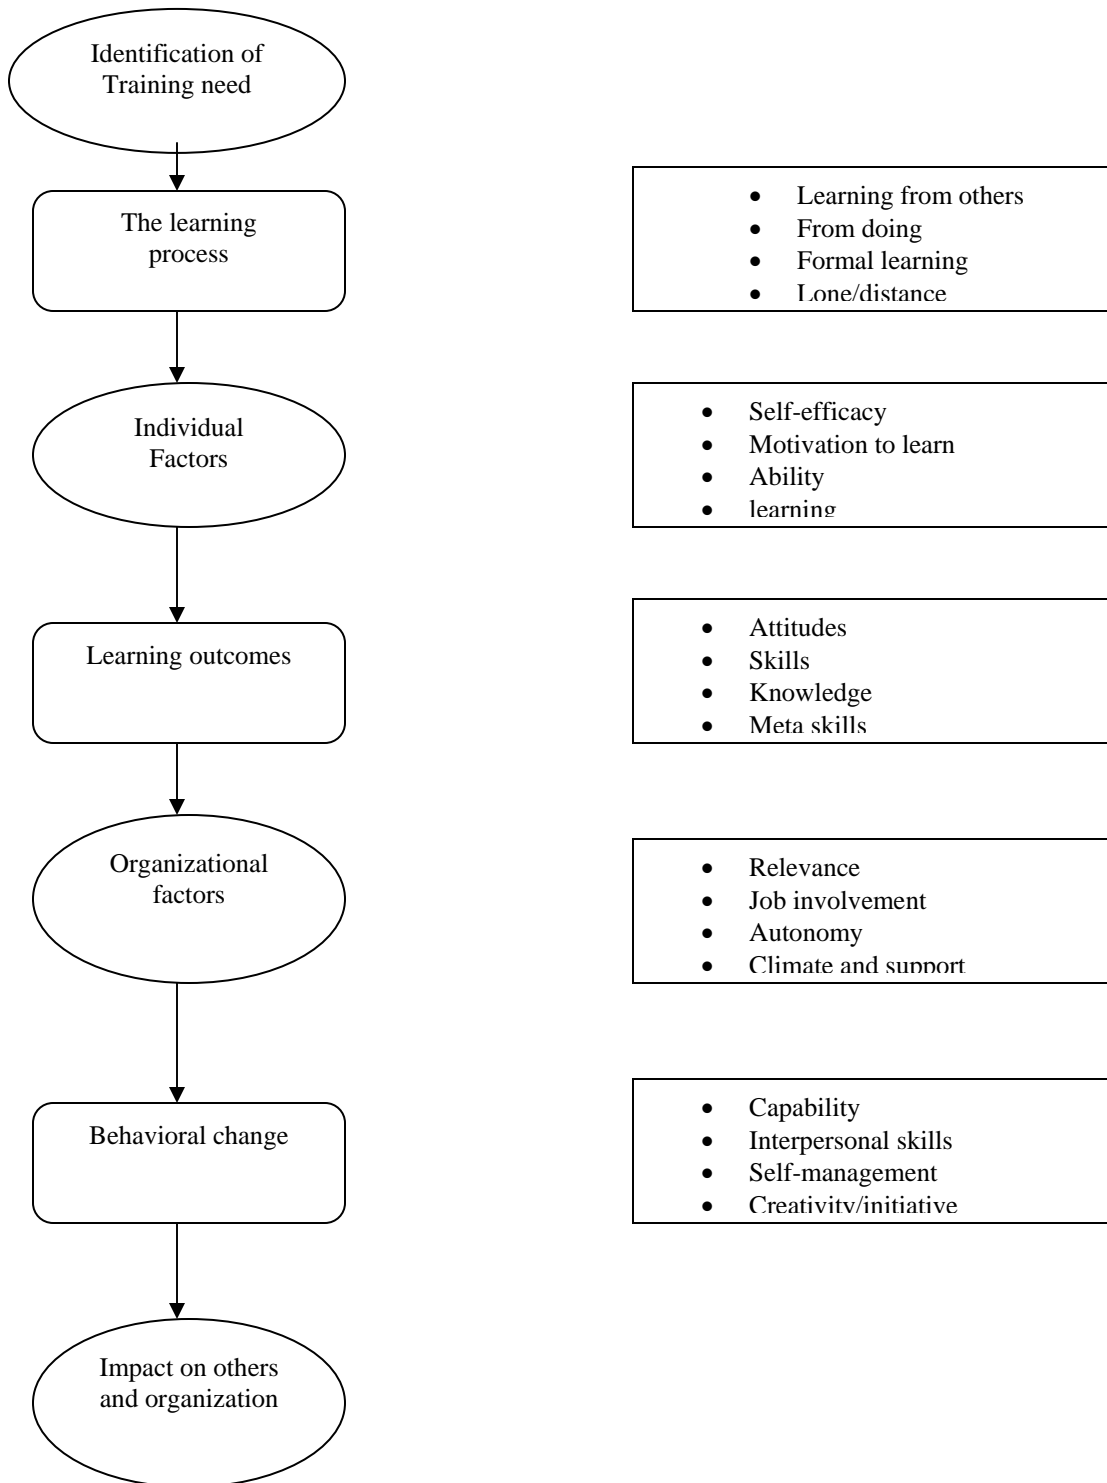 Identification of
Training need
The learning
process
• Learning from others
• From doing
• Formal learning
• Lone/distance
Individual
Factors
• Self-efficacy
• Motivation to learn
• Ability
• learning
Learning outcomes
• Attitudes
• Skills
• Knowledge
• Meta skills
Organizational
factors
• Relevance
• Job involvement
• Autonomy
• Climate and support
Behavioral change
• Capability
• Interpersonal skills
• Self-management
• Creativity/initiative
Impact on others
and organization